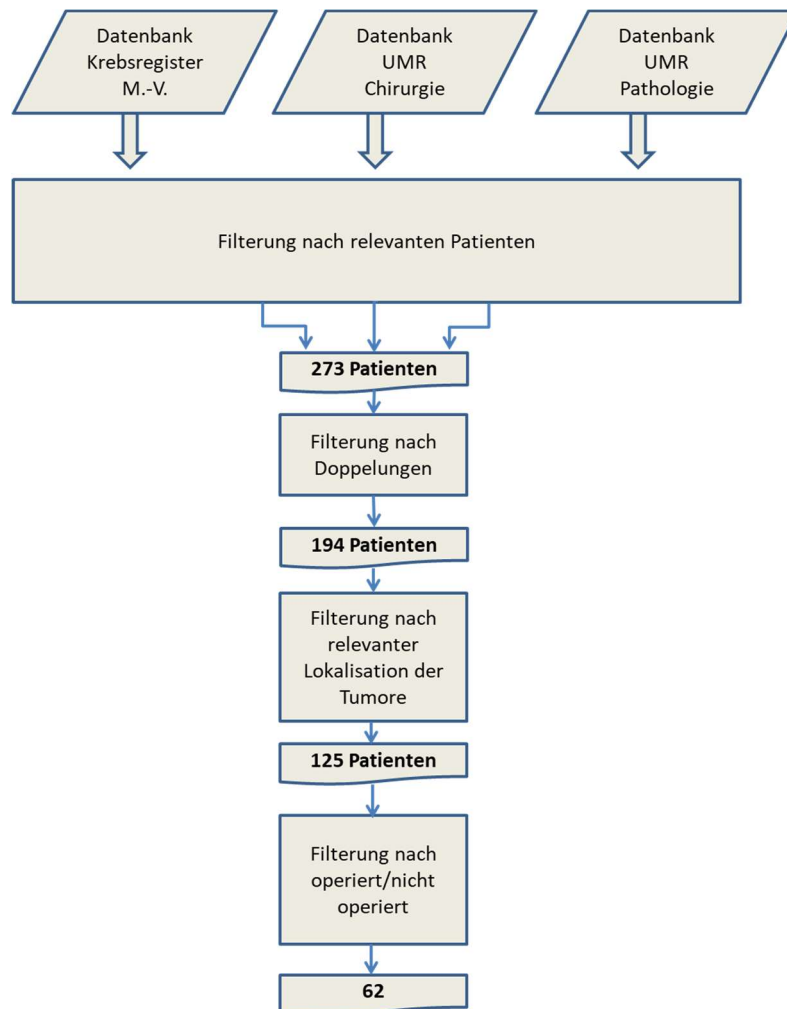 Datenbank
Krebsregister
M.-V.
Datenbank
UMR
Chirurgie
Datenbank
UMR
Pathologie
Filterung nach relevanten Patienten
273 Patienten
Filterung nach
Doppelungen
194 Patienten
Filterung nach
relevanter
Lokalisation der
Tumore
125 Patienten
Filterung nach
operiert/nicht
operiert
62